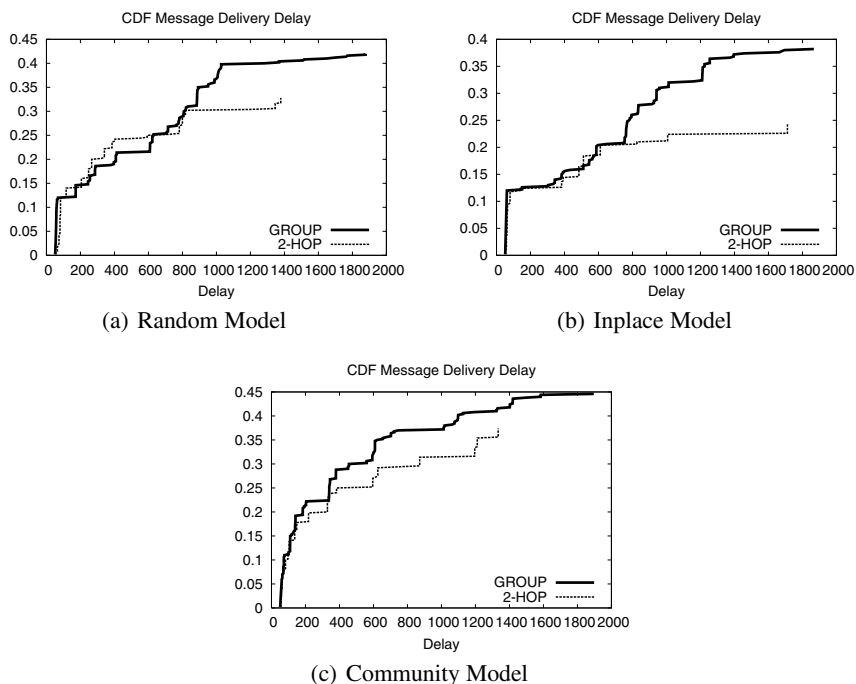 CDF Message Delivery Delay
0.45
0.4
0.35
0.3
0.25
0.2
0.15
0.1
0.05
0
GROUP
2-HOP
0 200 400 600 800 1000 1200 1400 1600 1800 2000
Delay
(a) Random Model
CDF Message Delivery Delay
0.4
0.35
0.3
0.25
0.2
0.15
0.1
0.05
0
GROUP
2-HOP
0 200 400 600 800 1000 1200 1400 1600 1800 2000
Delay
(b) Inplace Model
CDF Message Delivery Delay
0.45
0.4
0.35
0.3
0.25
0.2
0.15
0.1
0.05
0
GROUP
2-HOP
0 200 400 600 800 1000 1200 1400 1600 1800 2000
Delay
(c) Community Model